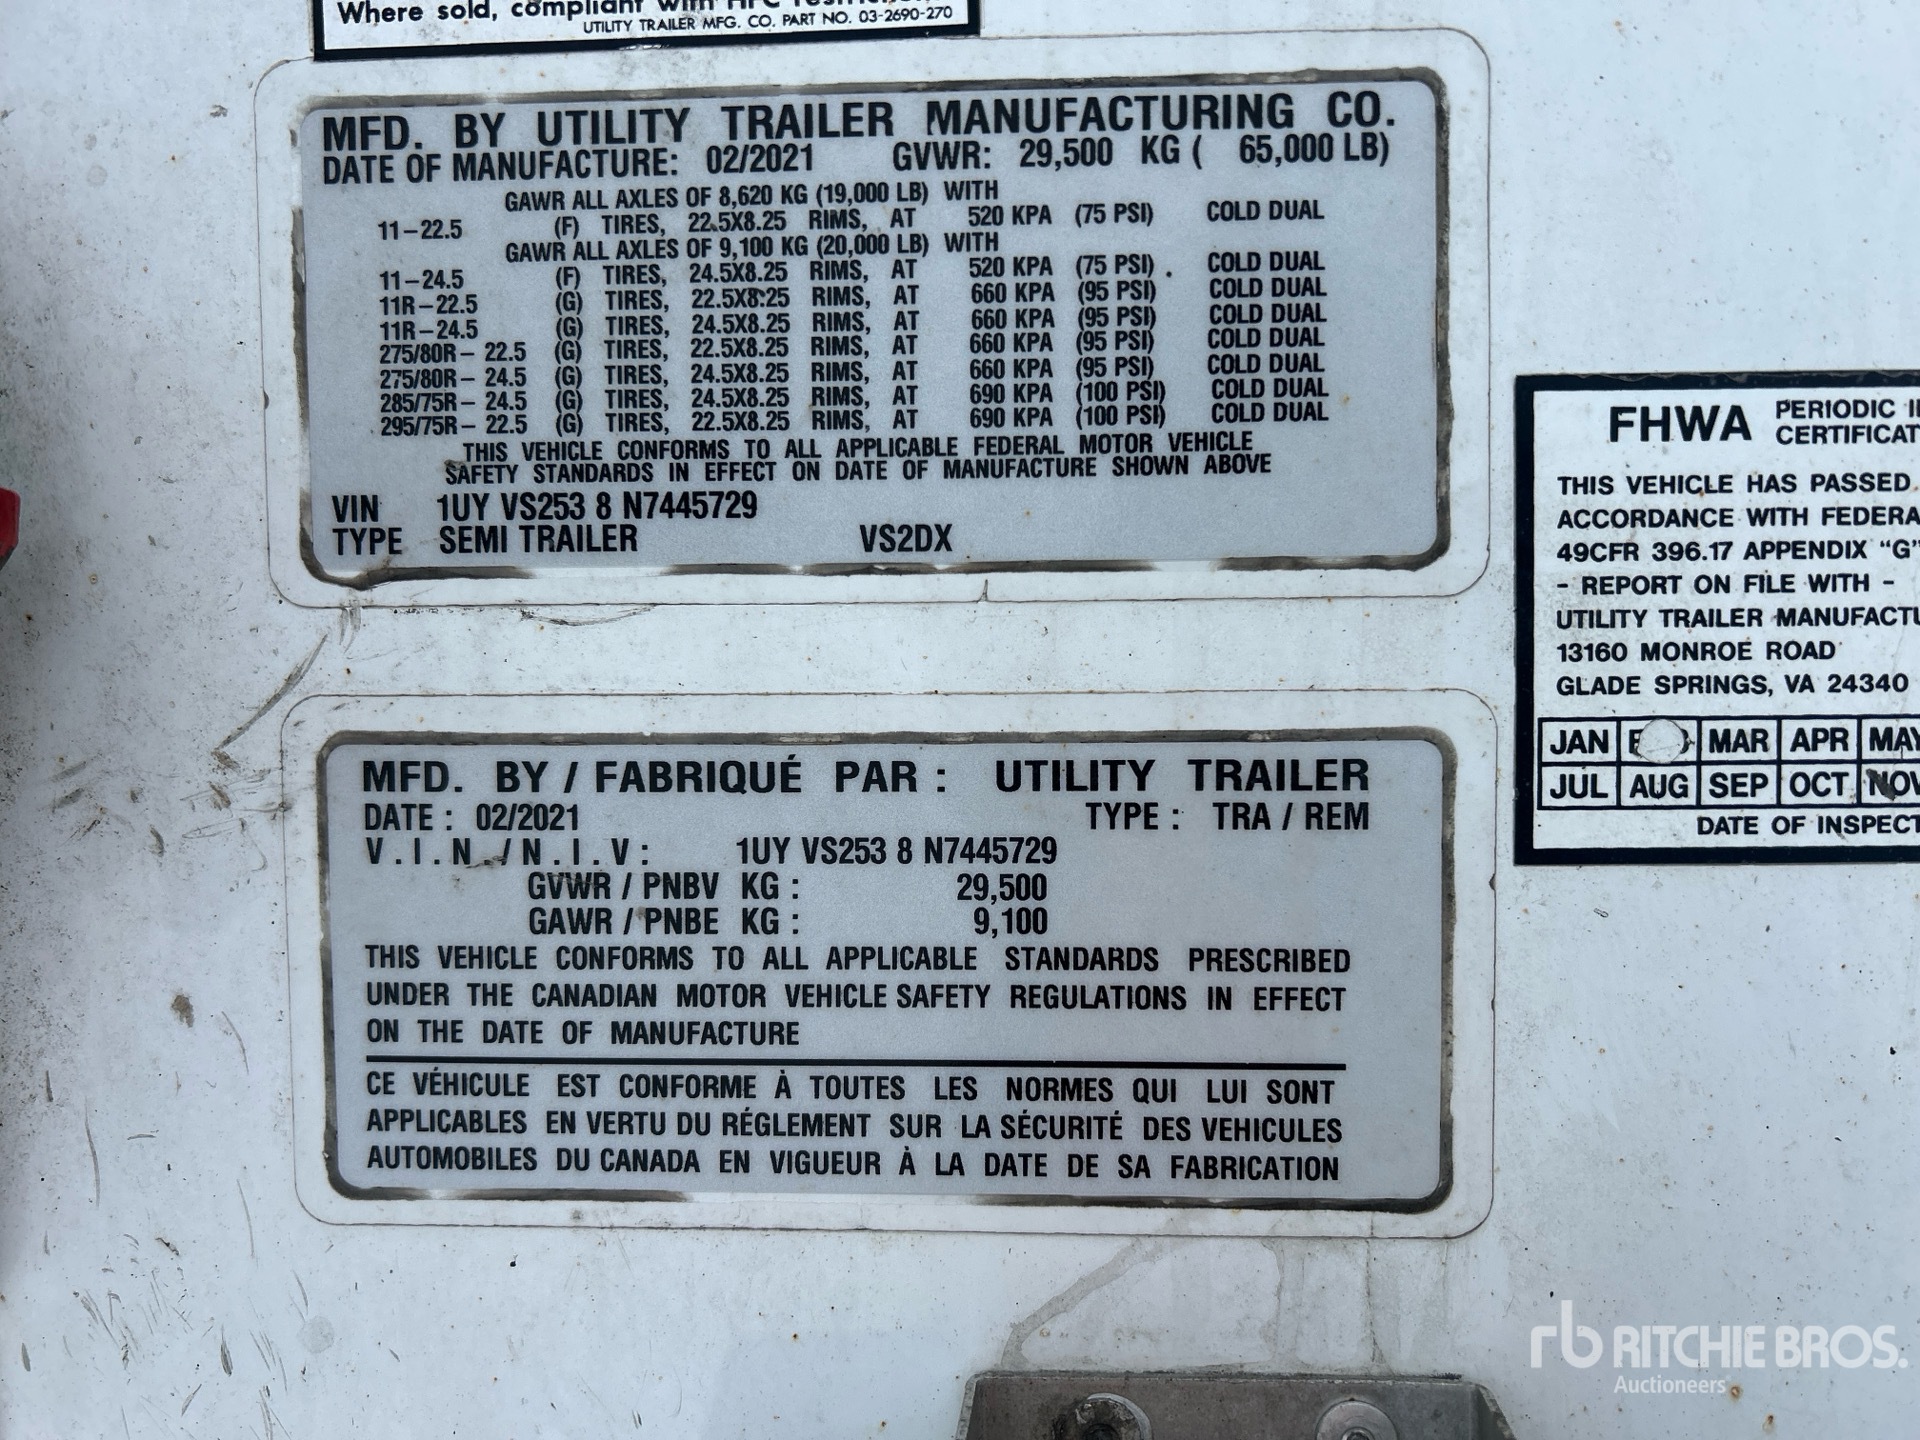 Where sold, compliant with HFC
UTILITY TRAILER MFG. CO. PART NO. 03-2690-270
MFD. BY UTILITY TRAILER MANUFACTURING CO.
DATE OF MANUFACTURE: 02/2021 GVWR: 29,500 KG ( 65,000 LB)
GAWR ALL AXLES OF 8,620 KG (19,000 LB) WITH
11-22.5 (F) TIRES, 22.5X8.25 RIMS, AT 520 KPA (75 PSI) COLD DUAL
GAWR ALL AXLES OF 9,100 KG (20,000 LB) WITH
11-24.5 (F) TIRES, 24.5X8.25 RIMS, AT 520 KPA (75 PSI) . COLD DUAL
11R-22.5 (G) TIRES, 22.5X8.25 RIMS, AT 660 KPA (95 PSI) COLD DUAL
11R-24.5 (G) TIRES, 24.5X8.25 RIMS, AT 660 KPA (95 PSI) COLD DUAL
275/80R- 22.5 (G) TIRES, 22.5X8.25 RIMS, AT 660 KPA (95 PSI) COLD DUAL
275/80R- 24.5 (G) TIRES, 24.5X8.25 RIMS, AT 660 KPA (95 PSI) COLD DUAL
285/75R- 24.5 (G) TIRES, 24.5X8.25 RIMS, AT 690 KPA (100 PSI) COLD DUAL
295/75R- 22.5 (G) TIRES, 22.5X8.25 RIMS, AT 690 KPA (100 PSI) COLD DUAL
THIS VEHICLE CONFORMS TO ALL APPLICABLE FEDERAL MOTOR VEHICLE
SAFETY STANDARDS IN EFFECT ON DATE OF MANUFACTURE SHOWN ABOVE
VIN 1UY VS253 8 N7445729
TYPE SEMI TRAILER VS2DX
FHWA PERIODIC
CERTIFICAT
THIS VEHICLE HAS PASSED
ACCORDANCE WITH FEDERA
49CFR 396.17 APPENDIX "G"
- REPORT ON FILE WITH -
UTILITY TRAILER MANUFACTU
13160 MONROE ROAD
GLADE SPRINGS, VA 24340
JAN MAR APR MAY
JUL AUG SEP OCT NOV
DATE OF INSPECT
MFD. BY / FABRIQUÉ PAR : UTILITY TRAILER
DATE : 02/2021 TYPE : TRA / REM
V.I.N./N.I.V: 1UY VS253 8 N7445729
GVWR / PNBV KG : 29,500
GAWR / PNBE KG : 9,100
THIS VEHICLE CONFORMS TO ALL APPLICABLE STANDARDS PRESCRIBED
UNDER THE CANADIAN MOTOR VEHICLE SAFETY REGULATIONS IN EFFECT
ON THE DATE OF MANUFACTURE
CE VÉHICULE EST CONFORME À TOUTES LES NORMES QUI LUI SONT
APPLICABLES EN VERTU DU RÉGLEMENT SUR LA SÉCURITÉ DES VEHICULES
AUTOMOBILES DU CANADA EN VIGUEUR À LA DATE DE SA FABRICATION
rb RITCHIE BROS.
Auctioneers